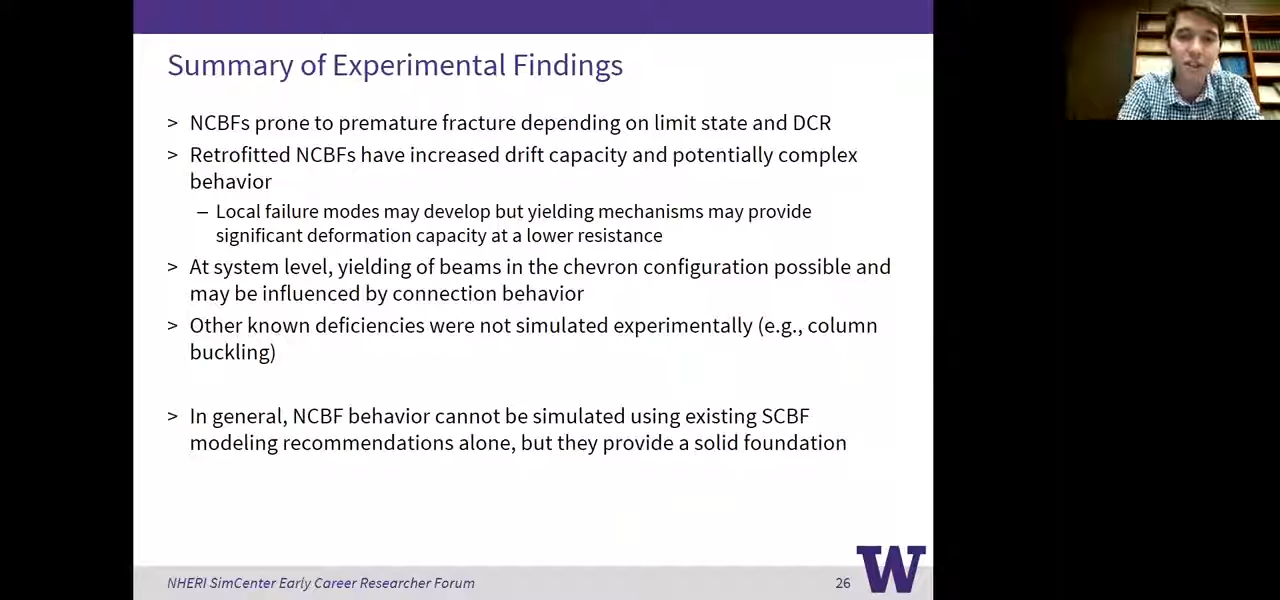 Summary of Experimental Findings
> NCBFs prone to premature fracture depending on limit state and DCR
> Retrofitted NCBFs have increased drift capacity and potentially complex
behavior
– Local failure modes may develop but yielding mechanisms may provide
significant deformation capacity at a lower resistance
> At system level, yielding of beams in the chevron configuration possible and
may be influenced by connection behavior
> Other known deficiencies were not simulated experimentally (e.g., column
buckling)
> In general, NCBF behavior cannot be simulated using existing SCBF
modeling recommendations alone, but they provide a solid foundation
NHERI SimCenter Early Career Researcher Forum
26
W